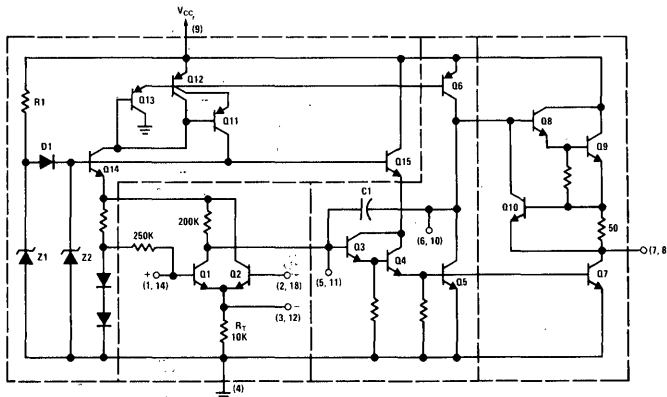 VCC
(9)
R1
Q13
Q12
Q6
Q11
Q8
Q9
D1
Q14
Q15
C1
Q10
200K
(6, 10)
50
250K
Q3
Z1
Z2
+
(1, 14)
Q1
Q2
−
(2, 18)
(5, 11)
Q4
Q5
Q7
(7, 8
−
(3, 12)
RT
10K
(4)